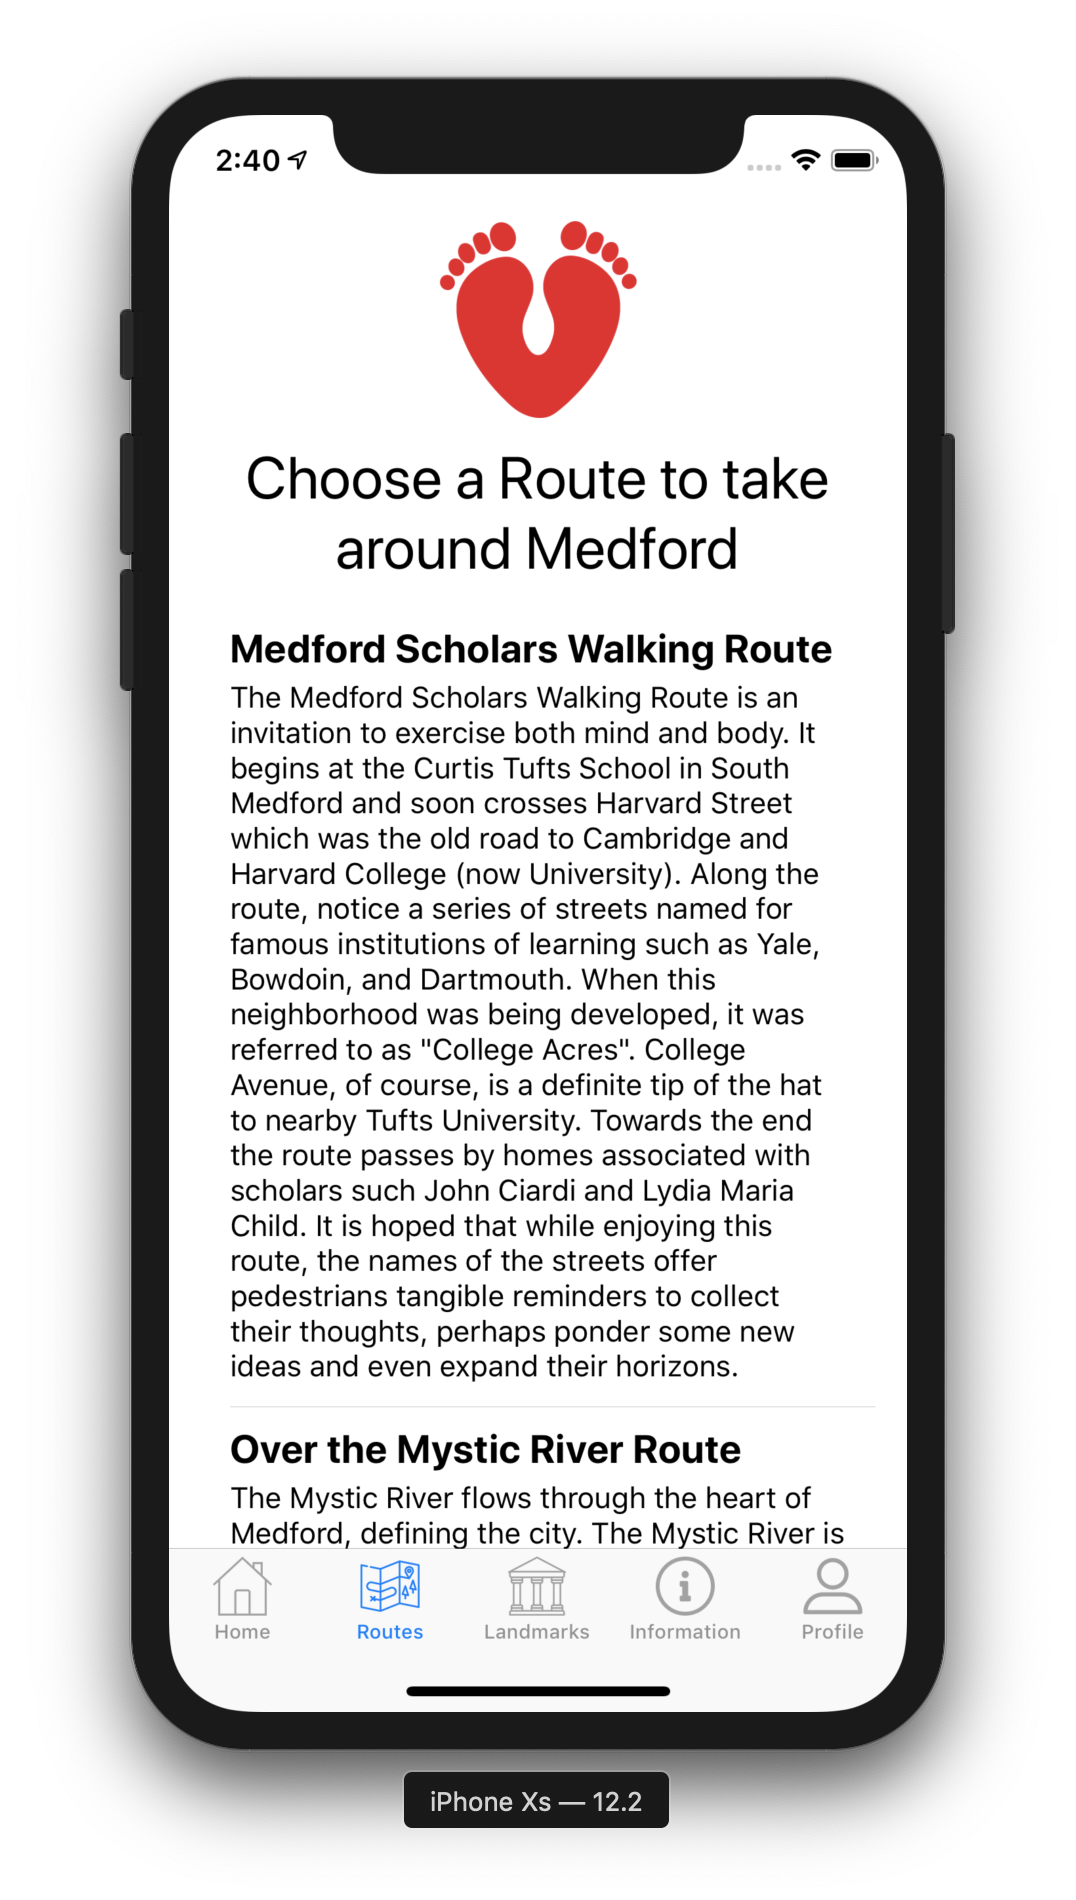 2:40
Choose a Route to take
around Medford
Medford Scholars Walking Route
The Medford Scholars Walking Route is an
invitation to exercise both mind and body. It
begins at the Curtis Tufts School in South
Medford and soon crosses Harvard Street
which was the old road to Cambridge and
Harvard College (now University). Along the
route, notice a series of streets named for
famous institutions of learning such as Yale,
Bowdoin, and Dartmouth. When this
neighborhood was being developed, it was
referred to as "College Acres". College
Avenue, of course, is a definite tip of the hat
to nearby Tufts University. Towards the end
the route passes by homes associated with
scholars such John Ciardi and Lydia Maria
Child. It is hoped that while enjoying this
route, the names of the streets offer
pedestrians tangible reminders to collect
their thoughts, perhaps ponder some new
ideas and even expand their horizons.
Over the Mystic River Route
The Mystic River flows through the heart of
Medford, defining the city. The Mystic River is
Home Routes Landmarks Information Profile
iPhone Xs — 12.2